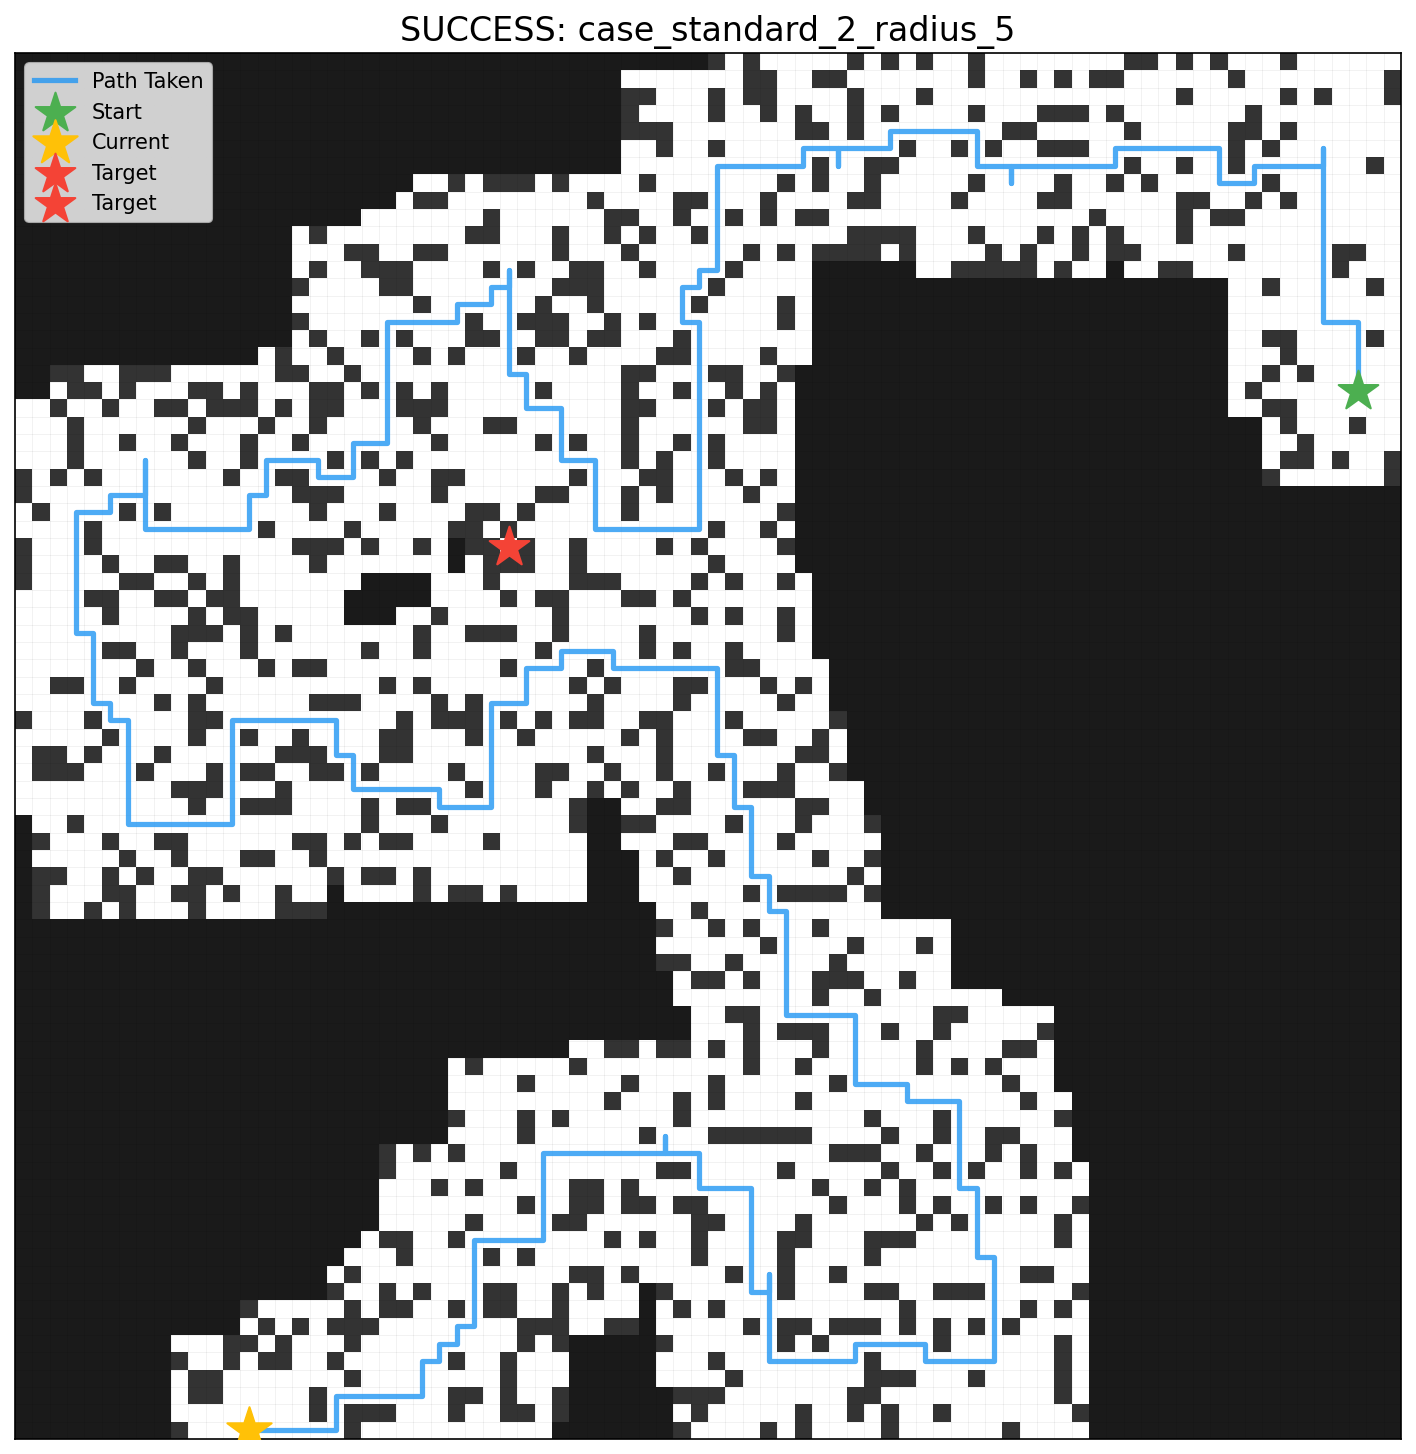 SUCCESS: case_standard_2_radius_5
Path Taken
Start
Current
Target
Target